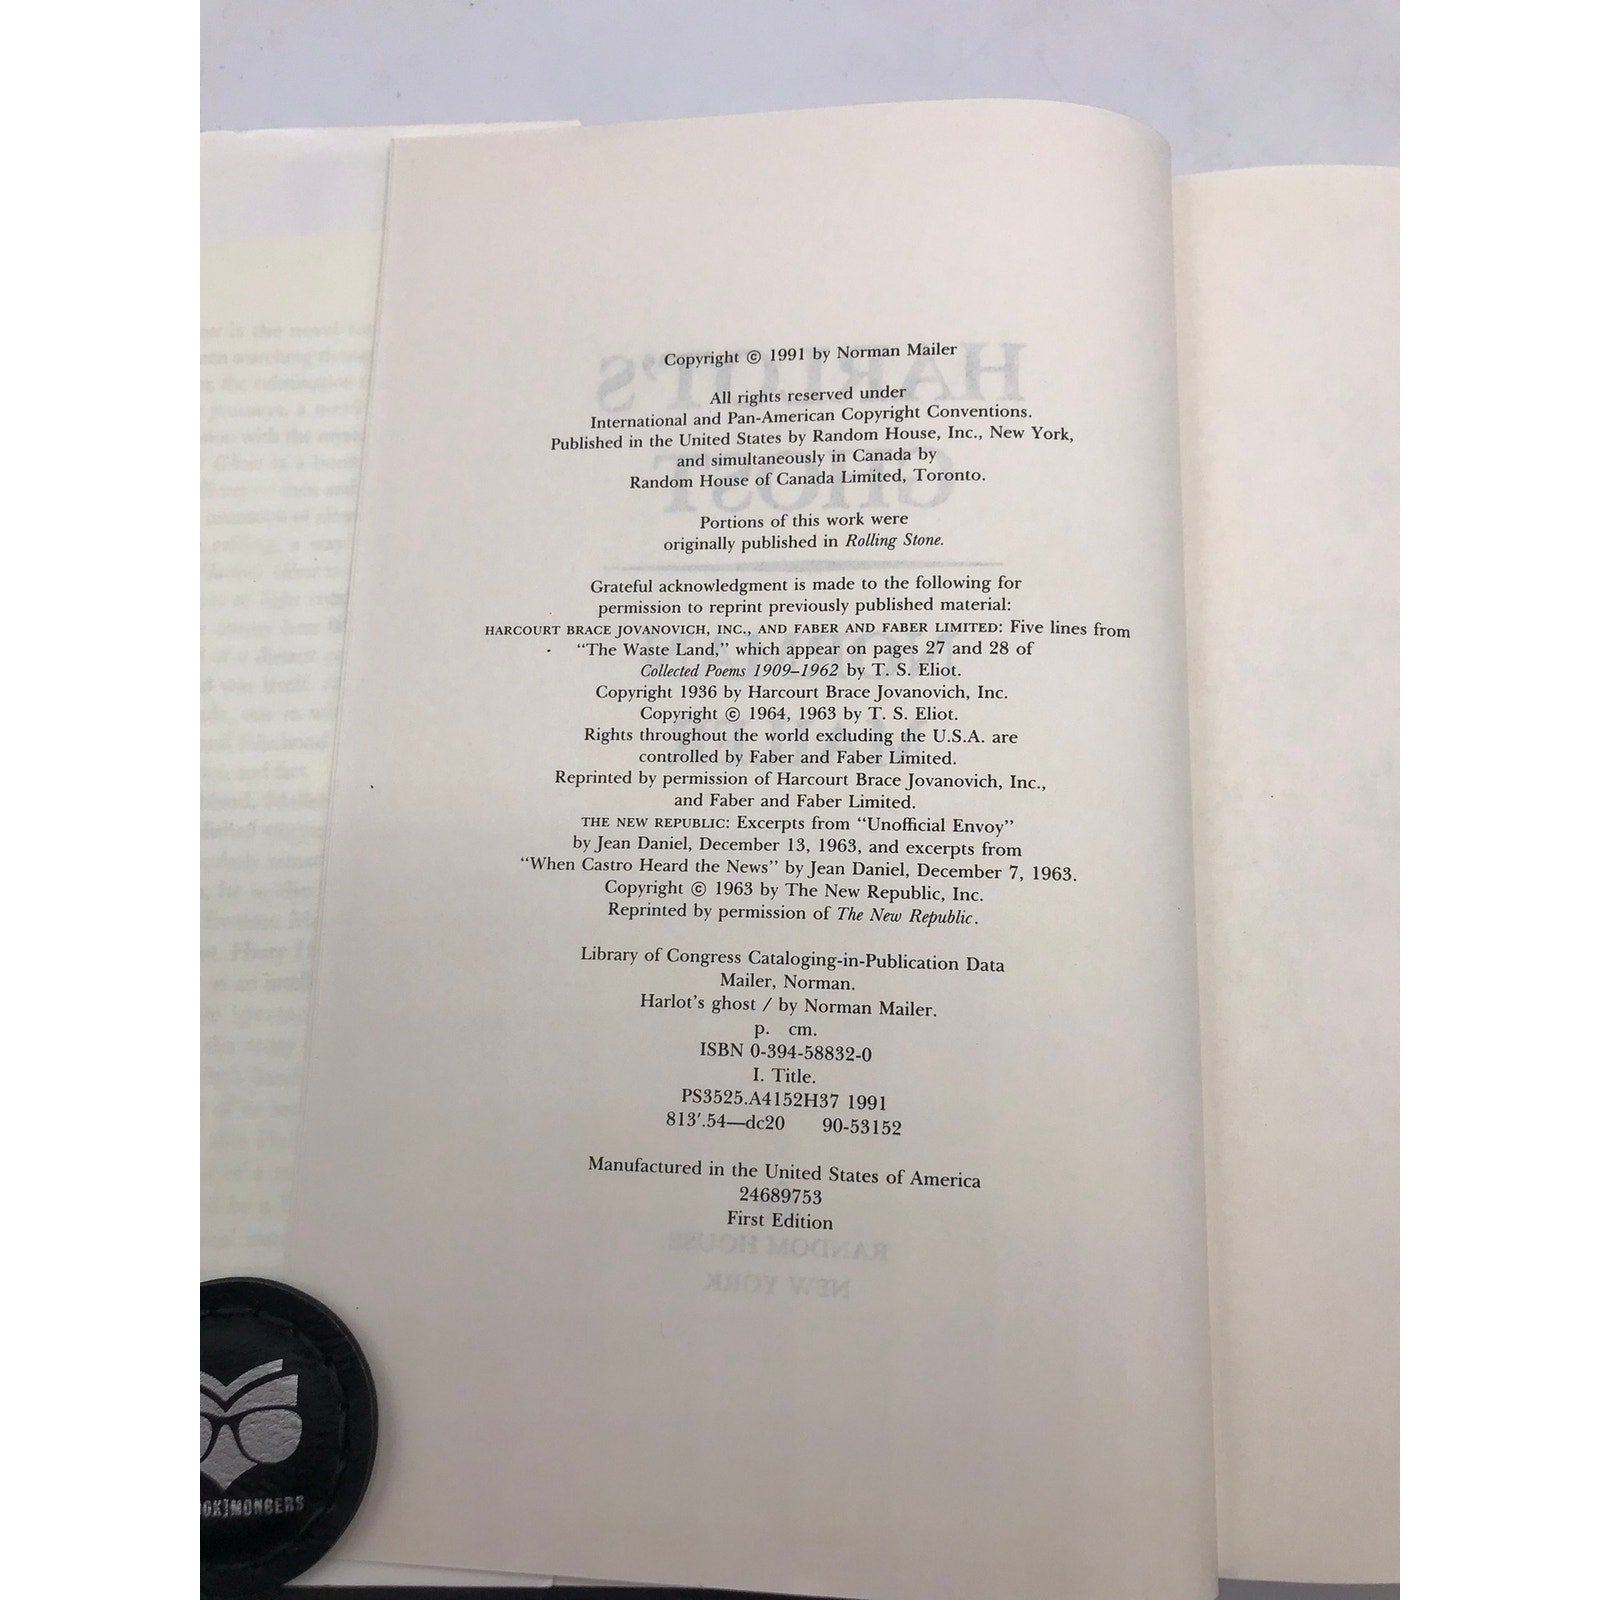 Copyright © 1991 by Norman Mailer
All rights reserved under
International and Pan-American Copyright Conventions.
Published in the United States by Random House, Inc., New York,
and simultaneously in Canada by
Random House of Canada Limited, Toronto.
Portions of this work were
originally published in Rolling Stone.
Grateful acknowledgment is made to the following for
permission to reprint previously published material:
HARCOURT BRACE JOVANOVICH, INC., AND FABER AND FABER LIMITED: Five lines from
"The Waste Land," which appear on pages 27 and 28 of
Collected Poems 1909–1962 by T. S. Eliot.
Copyright 1936 by Harcourt Brace Jovanovich, Inc.
Copyright © 1964, 1963 by T. S. Eliot.
Rights throughout the world excluding the U.S.A. are
controlled by Faber and Faber Limited.
Reprinted by permission of Harcourt Brace Jovanovich, Inc.,
and Faber and Faber Limited.
THE NEW REPUBLIC: Excerpts from "Unofficial Envoy"
by Jean Daniel, December 13, 1963, and excerpts from
"When Castro Heard the News" by Jean Daniel, December 7, 1963.
Copyright © 1963 by The New Republic, Inc.
Reprinted by permission of The New Republic.
Library of Congress Cataloging-in-Publication Data
Mailer, Norman.
Harlot's ghost / by Norman Mailer.
p. cm.
ISBN 0-394-58832-0
I. Title.
PS3525.A4152H37 1991
813'.54—dc20 90-53152
Manufactured in the United States of America
24689753
First Edition
RANDOM HOUSE
NEW YORK
OK]MONGERS